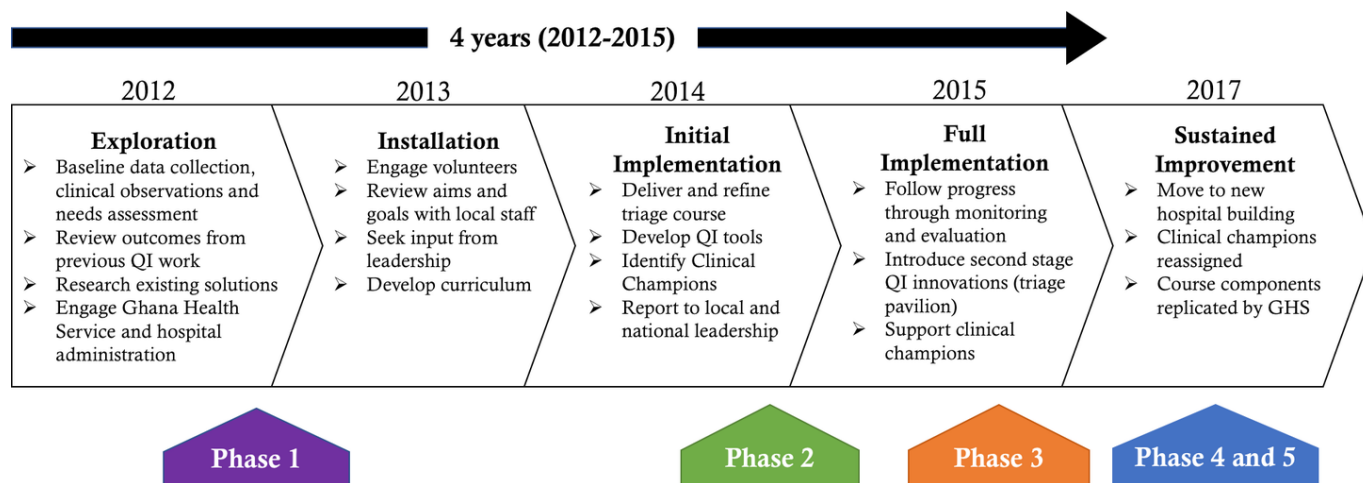 4 years (2012-2015)
2012
2013
2014
2015
2017
Exploration
➢ Baseline data collection,
clinical observations and
needs assessment
➢ Review outcomes from
previous QI work
➢ Research existing solutions
➢ Engage Ghana Health
Service and hospital
administration
Installation
➢ Engage volunteers
➢ Review aims and
goals with local staff
➢ Seek input from
leadership
➢ Develop curriculum
Initial
Implementation
➢ Deliver and refine
triage course
➢ Develop QI tools
➢ Identify Clinical
Champions
➢ Report to local and
national leadership
Full
Implementation
➢ Follow progress
through monitoring
and evaluation
➢ Introduce second stage
QI innovations (triage
pavilion)
➢ Support clinical
champions
Sustained
Improvement
➢ Move to new
hospital building
➢ Clinical champions
reassigned
➢ Course components
replicated by GHS
Phase 1
Phase 2
Phase 3
Phase 4 and 5